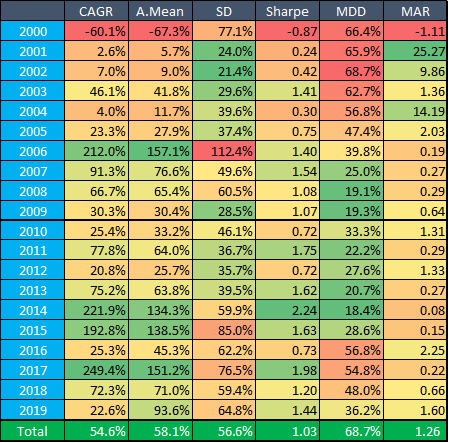 CAGR A.Mean SD Sharpe MDD MAR
2000 -60.1% -67.3% 77.1% -0.87 66.4% -1.11
2001 2.6% 5.7% 24.0% 0.24 65.9% 25.27
2002 7.0% 9.0% 21.4% 0.42 68.7% 9.86
2003 46.1% 41.8% 29.6% 1.41 62.7% 1.36
2004 4.0% 11.7% 39.6% 0.30 56.8% 14.19
2005 23.3% 27.9% 37.4% 0.75 47.4% 2.03
2006 212.0% 157.1% 112.4% 1.40 39.8% 0.19
2007 91.3% 76.6% 49.6% 1.54 25.0% 0.27
2008 66.7% 65.4% 60.5% 1.08 19.1% 0.29
2009 30.3% 30.4% 28.5% 1.07 19.3% 0.64
2010 25.4% 33.2% 46.1% 0.72 33.3% 1.31
2011 77.8% 64.0% 36.7% 1.75 22.2% 0.29
2012 20.8% 25.7% 35.7% 0.72 27.6% 1.33
2013 75.2% 63.8% 39.5% 1.62 20.7% 0.27
2014 221.9% 134.3% 59.9% 2.24 18.4% 0.08
2015 192.8% 138.5% 85.0% 1.63 28.6% 0.15
2016 25.3% 45.3% 62.2% 0.73 56.8% 2.25
2017 249.4% 151.2% 76.5% 1.98 54.8% 0.22
2018 72.3% 71.0% 59.4% 1.20 48.0% 0.66
2019 22.6% 93.6% 64.8% 1.44 36.2% 1.60
Total 54.6% 58.1% 56.6% 1.03 68.7% 1.26